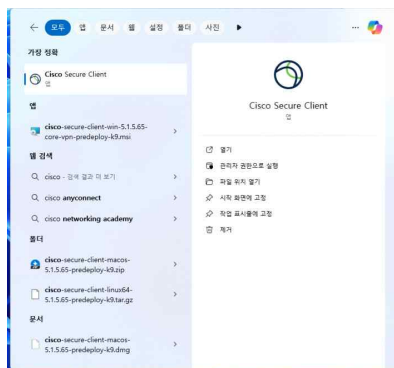 모두 앱 문서 웹 설정 폴더 사진
가장 정확
Cisco Secure Client
앱
앱
cisco-secure-client-win-5.1.5.65-
core-vpn-predeploy-k9.msi
웹 검색
cisco - 검색 결과 더 보기
cisco anyconnect
cisco networking academy
폴더
cisco-secure-client-macos-
5.1.5.65-predeploy-k9.zip
cisco-secure-client-linux64-
5.1.5.65-predeploy-k9.tar.gz
문서
cisco-secure-client-macos-
5.1.5.65-predeploy-k9.dmg
Cisco Secure Client
앱
열기
관리자 권한으로 실행
파일 위치 열기
시작 화면에 고정
작업 표시줄에 고정
제거